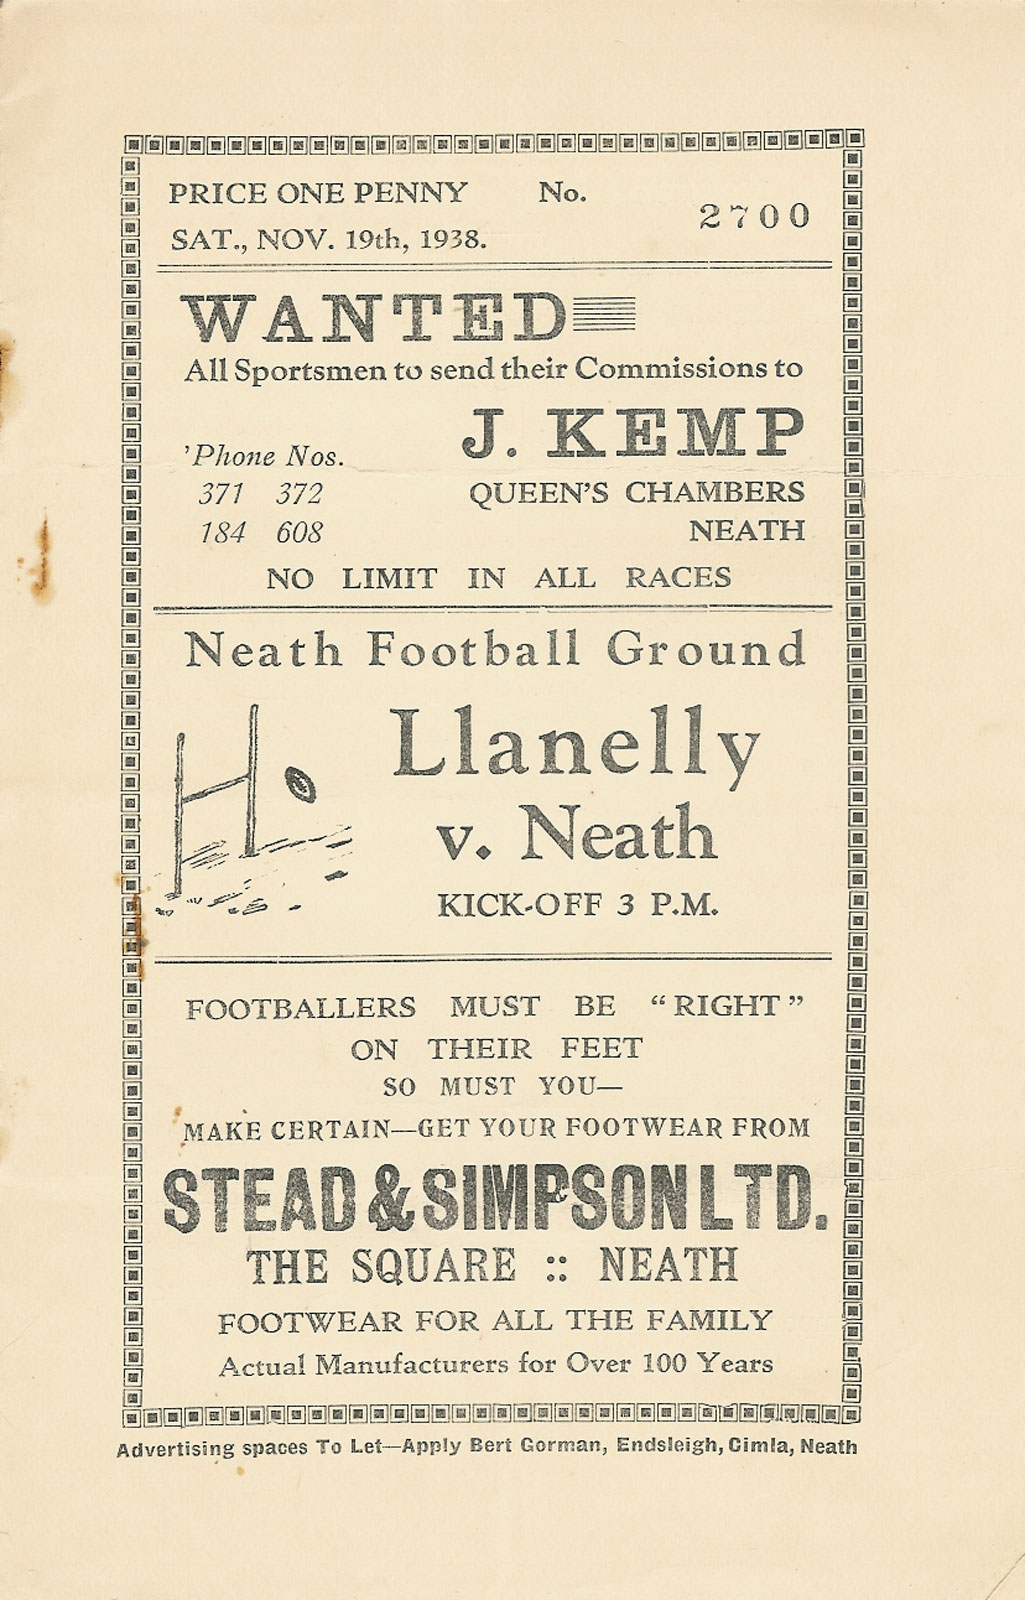 PRICE ONE PENNY No. 2700
SAT., NOV. 19th, 1938.
WANTED
All Sportsmen to send their Commissions to
J. KEMP
'Phone Nos.
371 372 QUEEN'S CHAMBERS
184 608 NEATH
NO LIMIT IN ALL RACES
Neath Football Ground
Llanelly
v. Neath
KICK-OFF 3 P.M.
FOOTBALLERS MUST BE "RIGHT"
ON THEIR FEET
SO MUST YOU—
MAKE CERTAIN—GET YOUR FOOTWEAR FROM
STEAD & SIMPSON LTD.
THE SQUARE :: NEATH
FOOTWEAR FOR ALL THE FAMILY
Actual Manufacturers for Over 100 Years
Advertising spaces To Let—Apply Bert Gorman, Endsleigh, Cimla, Neath